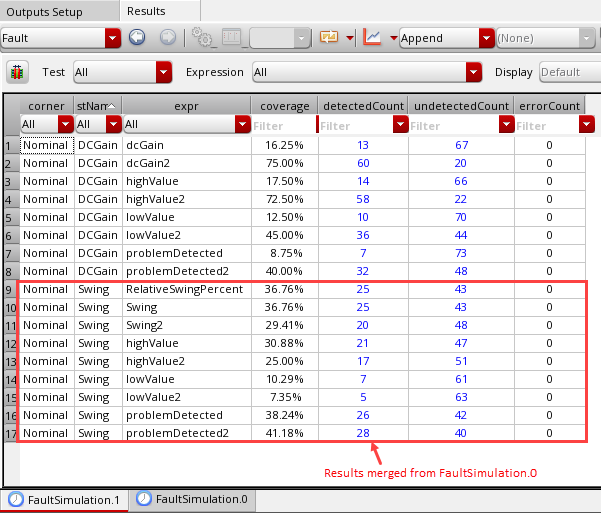 Outputs Setup Results
Fault Append (None)
Test All Expression All Display Default
corner stNam expr coverage detectedCount undetectedCount errorCount
All All All Filter Filter Filter Filter
1 Nominal DCGain dcGain 16.25% 13 67 0
2 Nominal DCGain dcGain2 75.00% 60 20 0
3 Nominal DCGain highValue 17.50% 14 66 0
4 Nominal DCGain highValue2 72.50% 58 22 0
5 Nominal DCGain lowValue 12.50% 10 70 0
6 Nominal DCGain lowValue2 45.00% 36 44 0
7 Nominal DCGain problemDetected 8.75% 7 73 0
8 Nominal DCGain problemDetected2 40.00% 32 48 0
9 Nominal Swing RelativeSwingPercent 36.76% 25 43 0
10 Nominal Swing Swing 36.76% 25 43 0
11 Nominal Swing Swing2 29.41% 20 48 0
12 Nominal Swing highValue 30.88% 21 47 0
13 Nominal Swing highValue2 25.00% 17 51 0
14 Nominal Swing lowValue 10.29% 7 61 0
15 Nominal Swing lowValue2 7.35% 5 63 0
16 Nominal Swing problemDetected 38.24% 26 42 0
17 Nominal Swing problemDetected2 41.18% 28 40 0
Results merged from FaultSimulation.0
FaultSimulation.1 FaultSimulation.0